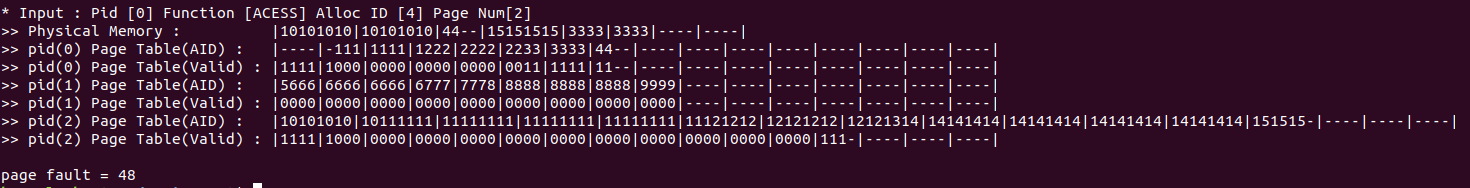 * Input : Pid [0] Function [ACESS] Alloc ID [4] Page Num[2]
>> Physical Memory :          |10101010|10101010|44--|15151515|3333|3333|----|----|
>> pid(0) Page Table(AID) :   |----|-111|1111|1222|2222|2233|3333|44--|----|----|----|----|----|----|----|----|
>> pid(0) Page Table(Valid) : |1111|1000|0000|0000|0000|0011|1111|11--|----|----|----|----|----|----|----|----|
>> pid(1) Page Table(AID) :   |5666|6666|6666|6777|7778|8888|8888|8888|9999|----|----|----|----|----|----|----|
>> pid(1) Page Table(Valid) : |0000|0000|0000|0000|0000|0000|0000|0000|0000|----|----|----|----|----|----|----|
>> pid(2) Page Table(AID) :   |10101010|10111111|11111111|11111111|11111111|11121212|12121212|12121314|14141414|14141414|14141414|14141414|151515-|----|----|----|
>> pid(2) Page Table(Valid) : |1111|1000|0000|0000|0000|0000|0000|0000|0000|0000|0000|0000|111-|----|----|----|
page fault = 48